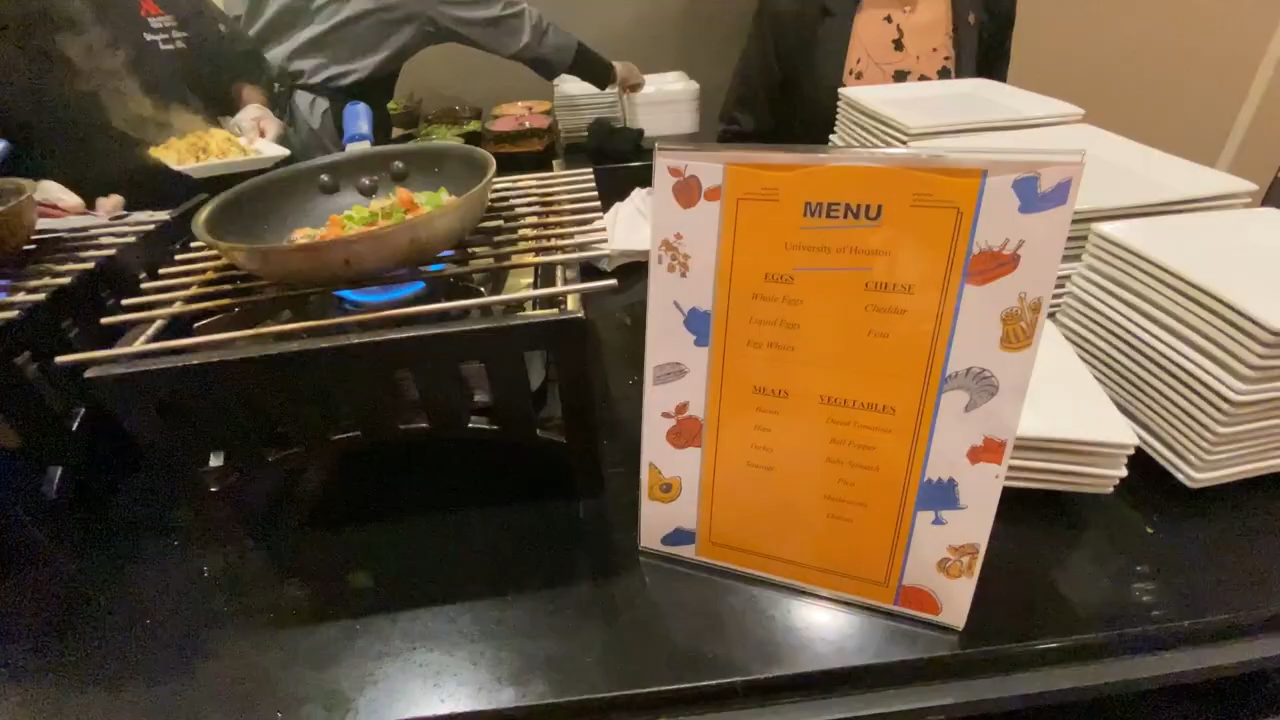 MENU
University of Houston
EGGS
Whole Eggs
Liquid Eggs
Egg Whites
CHEESE
Cheddar
Feta
MEATS
Bacon
Ham
Turkey
Sausage
VEGETABLES
Diced Tomatoes
Bell Pepper
Baby Spinach
Pico
Mushrooms
Onions